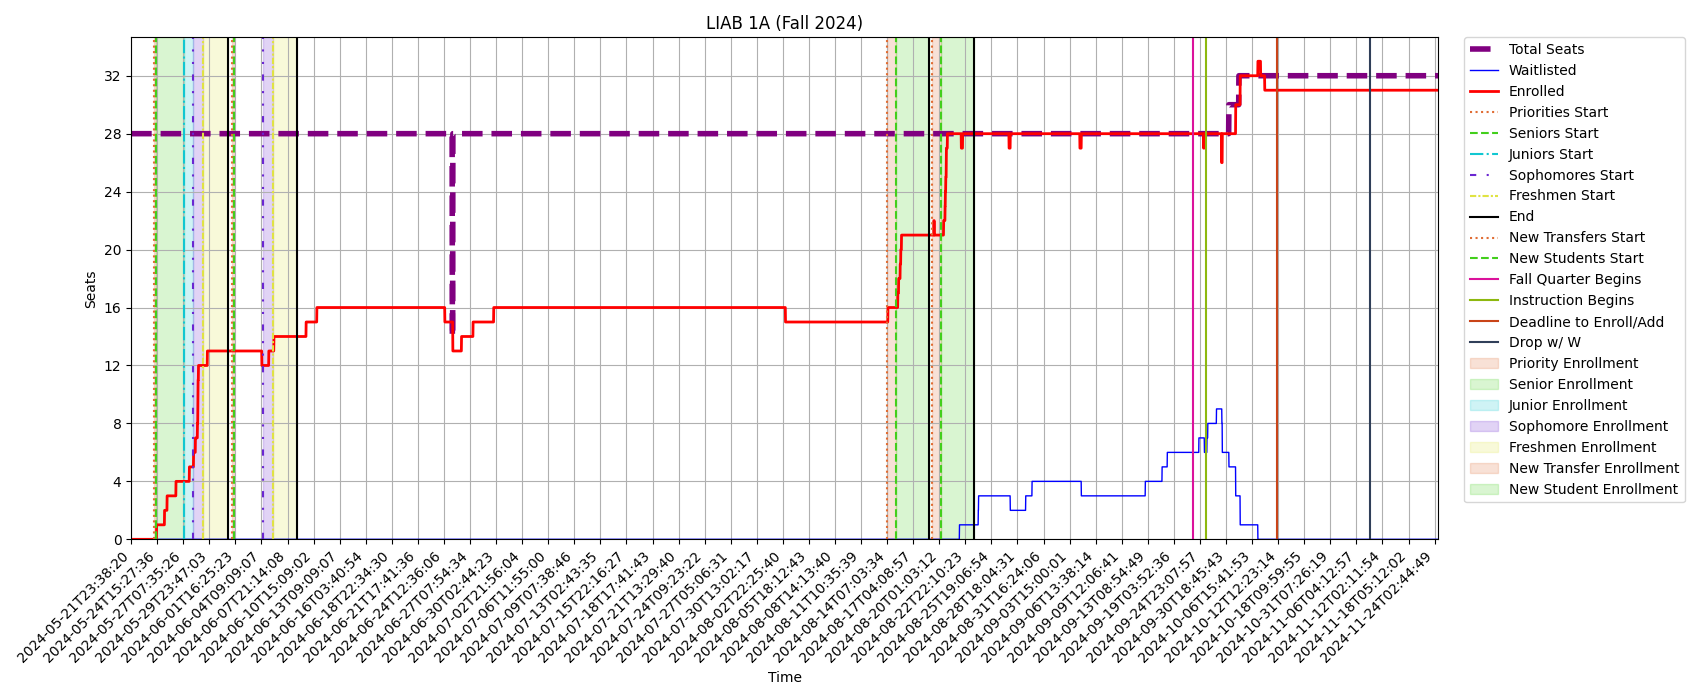 LIAB 1A (Fall 2024)
Seats
32
28
24
20
16
12
8
4
0
2024-05-21T23:38:20
2024-05-24T15:27:36
2024-05-27T07:35:26
2024-05-29T23:47:03
2024-06-01T16:25:23
2024-06-04T09:09:07
2024-06-07T21:14:08
2024-06-10T15:09:02
2024-06-13T09:09:07
2024-06-16T03:40:54
2024-06-18T22:34:40
2024-06-21T17:41:36
2024-06-24T12:36:06
2024-06-27T07:54:34
2024-06-30T02:44:23
2024-07-02T21:56:04
2024-07-06T11:55:00
2024-07-09T07:38:46
2024-07-13T02:43:35
2024-07-15T22:16:27
2024-07-18T17:41:43
2024-07-21T13:29:40
2024-07-24T09:23:22
2024-07-27T05:06:31
2024-07-30T13:02:17
2024-08-02T22:25:40
2024-08-05T18:12:43
2024-08-08T14:13:40
2024-08-11T10:35:39
2024-08-14T07:03:34
2024-08-17T04:08:57
2024-08-20T01:03:12
2024-08-22T22:10:23
2024-08-25T19:06:54
2024-08-28T18:04:31
2024-08-31T16:24:06
2024-09-03T15:00:01
2024-09-06T13:38:14
2024-09-09T12:06:41
2024-09-13T08:54:49
2024-09-19T03:52:36
2024-09-24T23:07:57
2024-09-30T18:45:43
2024-10-06T15:41:53
2024-10-12T12:23:14
2024-10-18T09:59:55
2024-10-31T07:26:19
2024-11-06T04:12:57
2024-11-12T02:11:54
2024-11-18T05:12:02
2024-11-24T02:44:49
Time
Total Seats
Waitlisted
Enrolled
Priorities Start
Seniors Start
Juniors Start
Sophomores Start
Freshmen Start
End
New Transfers Start
New Students Start
Fall Quarter Begins
Instruction Begins
Deadline to Enroll/Add
Drop w/ W
Priority Enrollment
Senior Enrollment
Junior Enrollment
Sophomore Enrollment
Freshmen Enrollment
New Transfer Enrollment
New Student Enrollment